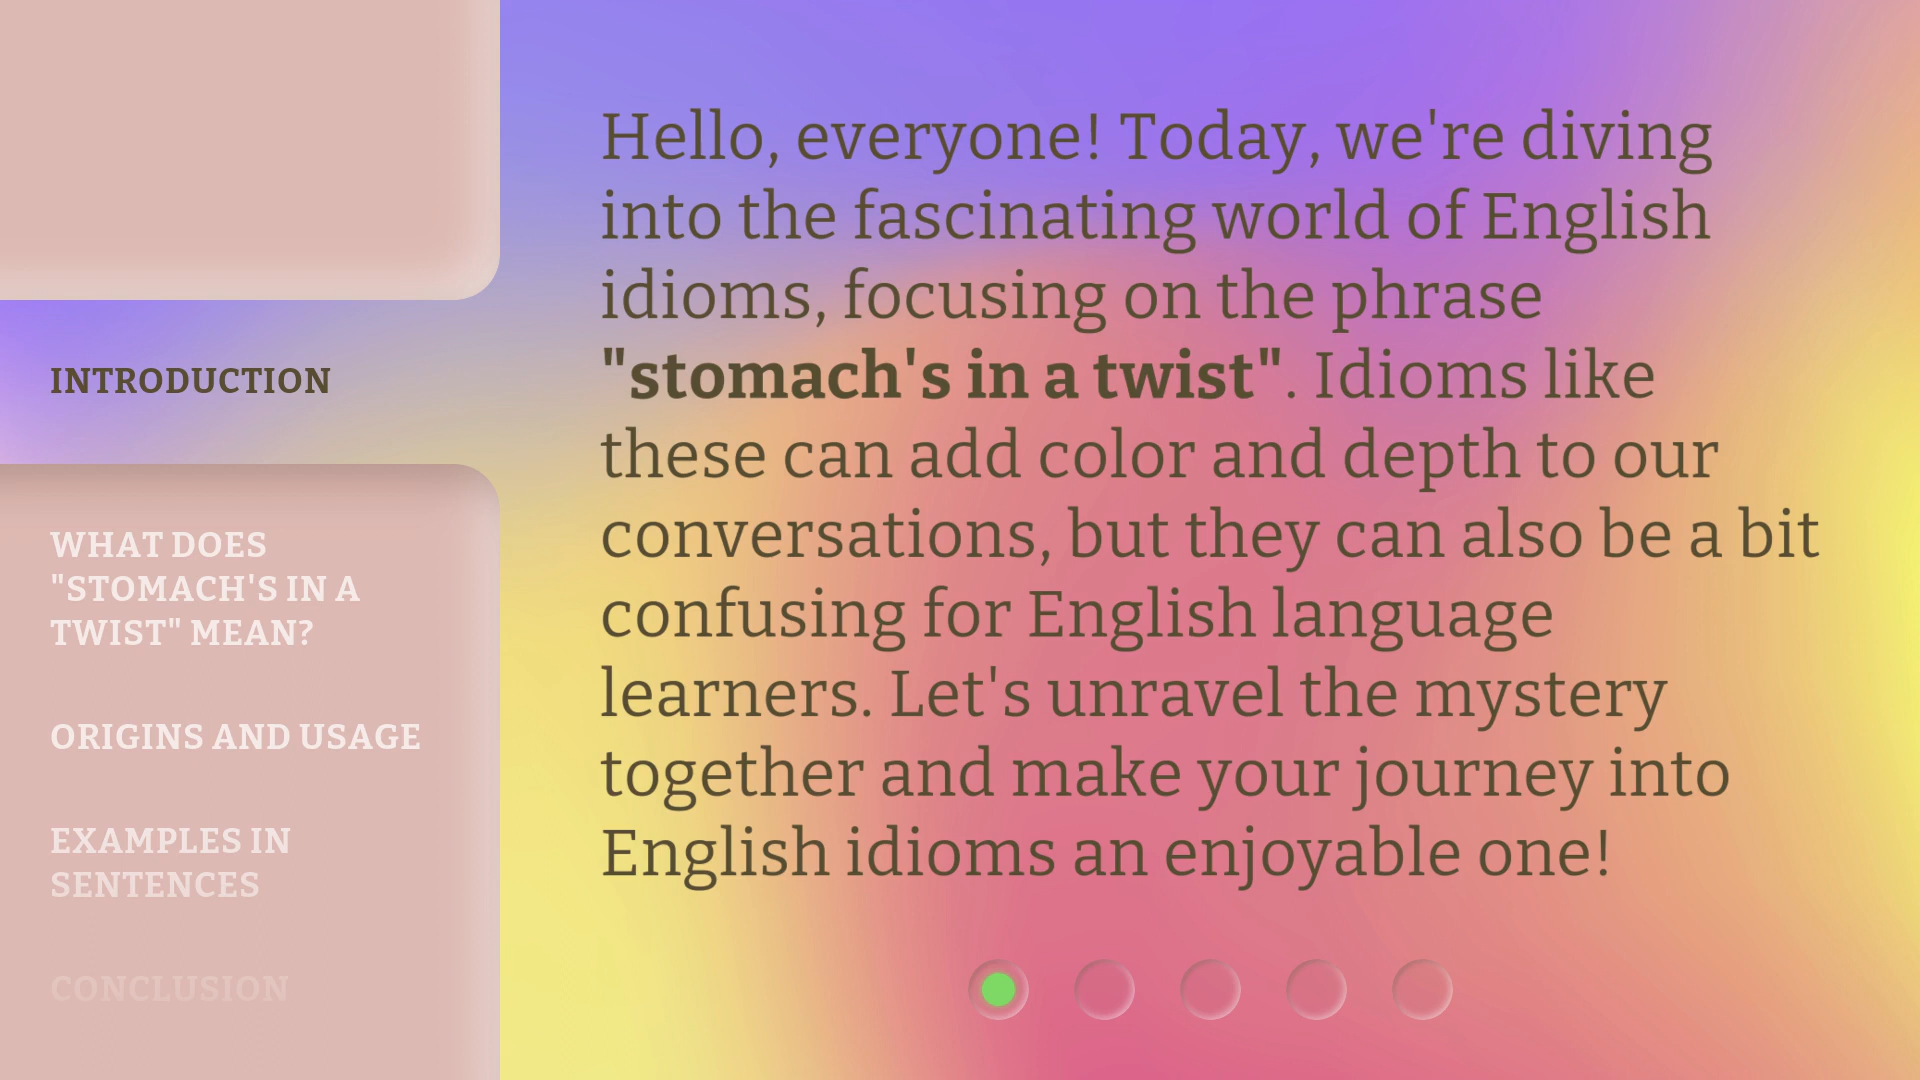 INTRODUCTION
WHAT DOES
"STOMACH'S IN A
TWIST" MEAN?
ORIGINS AND USAGE
EXAMPLES IN
SENTENCES
CONCLUSION
Hello, everyone! Today, we're diving
into the fascinating world of English
idioms, focusing on the phrase
"stomach's in a twist". Idioms like
these can add color and depth to our
conversations, but they can also be a bit
confusing for English language
learners. Let's unravel the mystery
together and make your journey into
English idioms an enjoyable one!